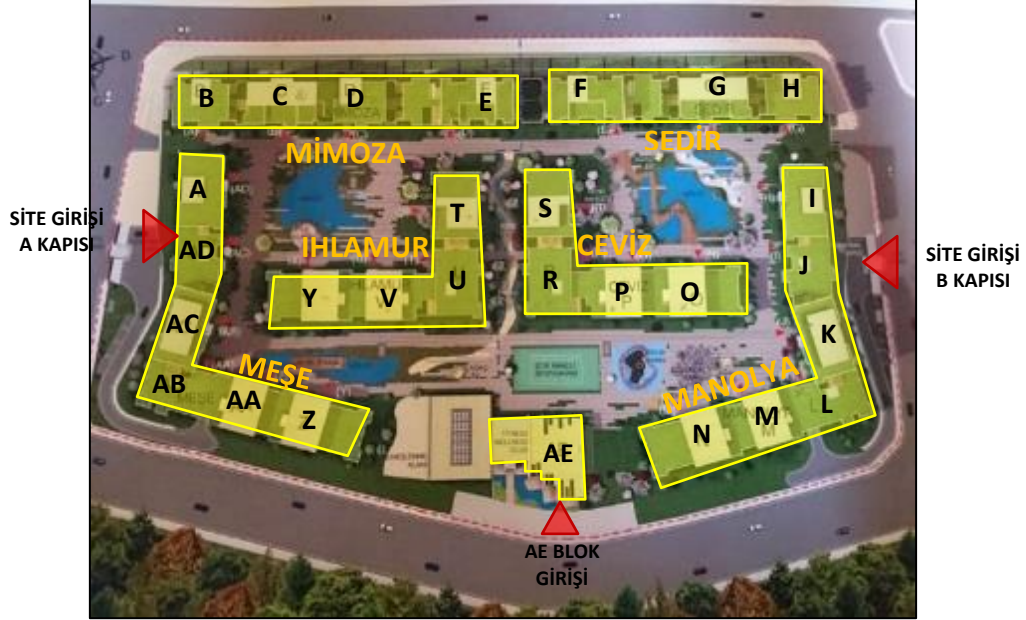 B C D E
F G H
MİMOZA
SEDİR
A
T
S
I
SİTE GİRİŞİ
A KAPISI
AD
IHLAMUR
CEVİZ
J
SİTE GİRİŞİ
B KAPISI
Y V U
R P O
AC
K
MEŞE
MANOLYA
AB AA Z
N M L
AE
AE BLOK
GİRİŞİ